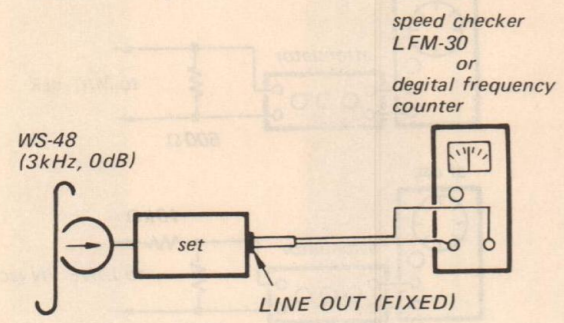 speed checker
LFM-30
or
degital frequency
counter
WS-48
(3kHz, 0dB)
set
LINE OUT (FIXED)